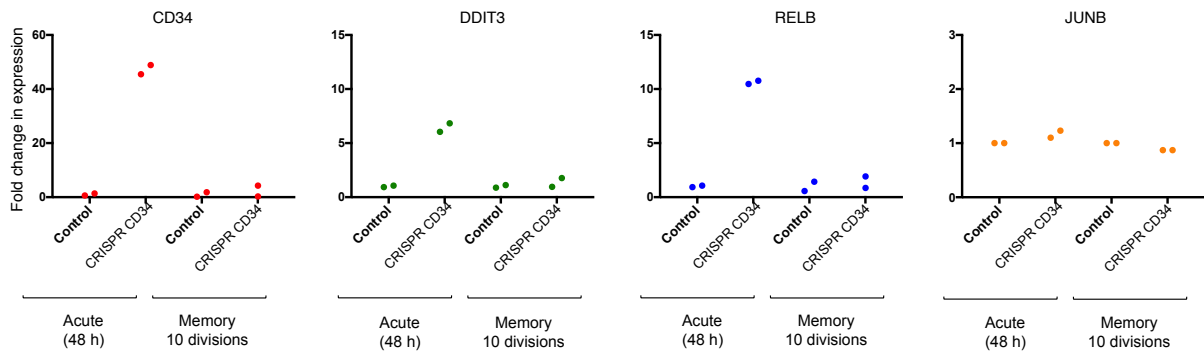 CD34
Fold change in expression
60
40
20
0
Control
CRISPR CD34
Control
CRISPR CD34
Acute
(48 h)
Memory
10 divisions
DDIT3
15
10
5
0
Control
CRISPR CD34
Control
CRISPR CD34
Acute
(48 h)
Memory
10 divisions
RELB
15
10
5
0
Control
CRISPR CD34
Control
CRISPR CD34
Acute
(48 h)
Memory
10 divisions
JUNB
3
2
1
0
Control
CRISPR CD34
Control
CRISPR CD34
Acute
(48 h)
Memory
10 divisions